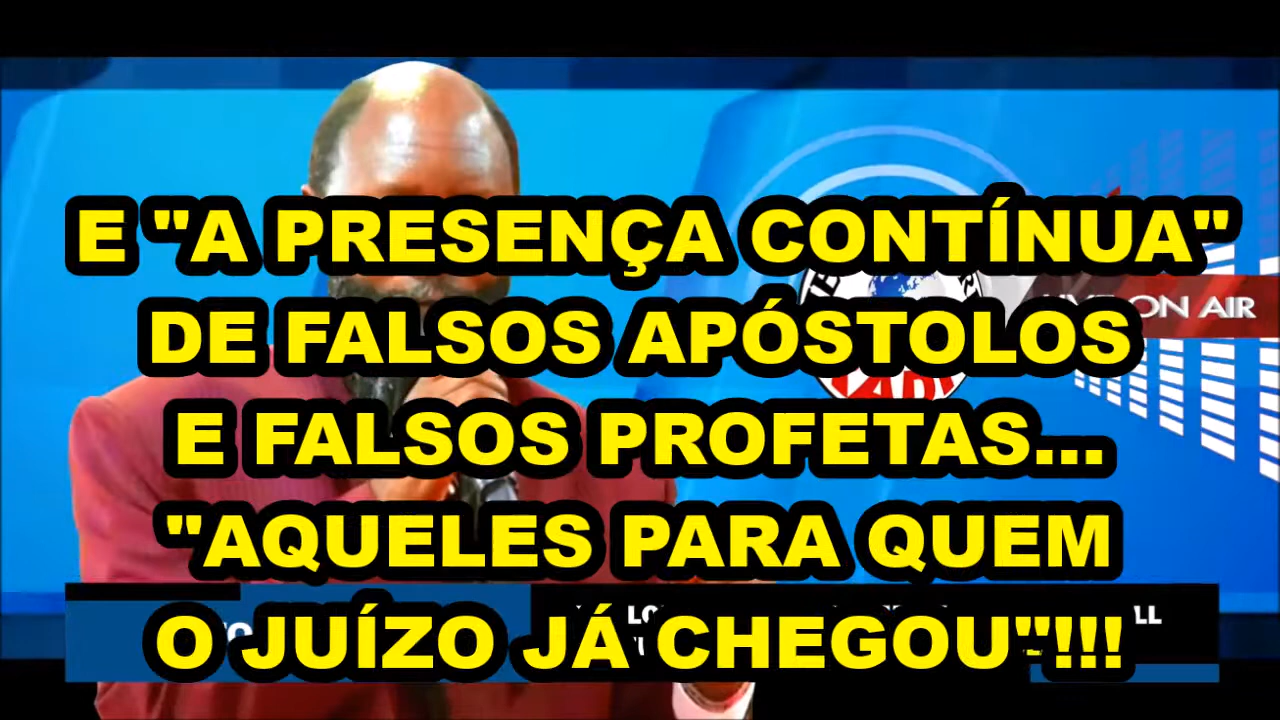 E "A PRESENÇA CONTÍNUA"
DE FALSOS APÓSTOLOS
ON AIR
E FALSOS PROFETAS...
"AQUELES PARA QUEM
O JUÍZO JÁ CHEGOU"!!!